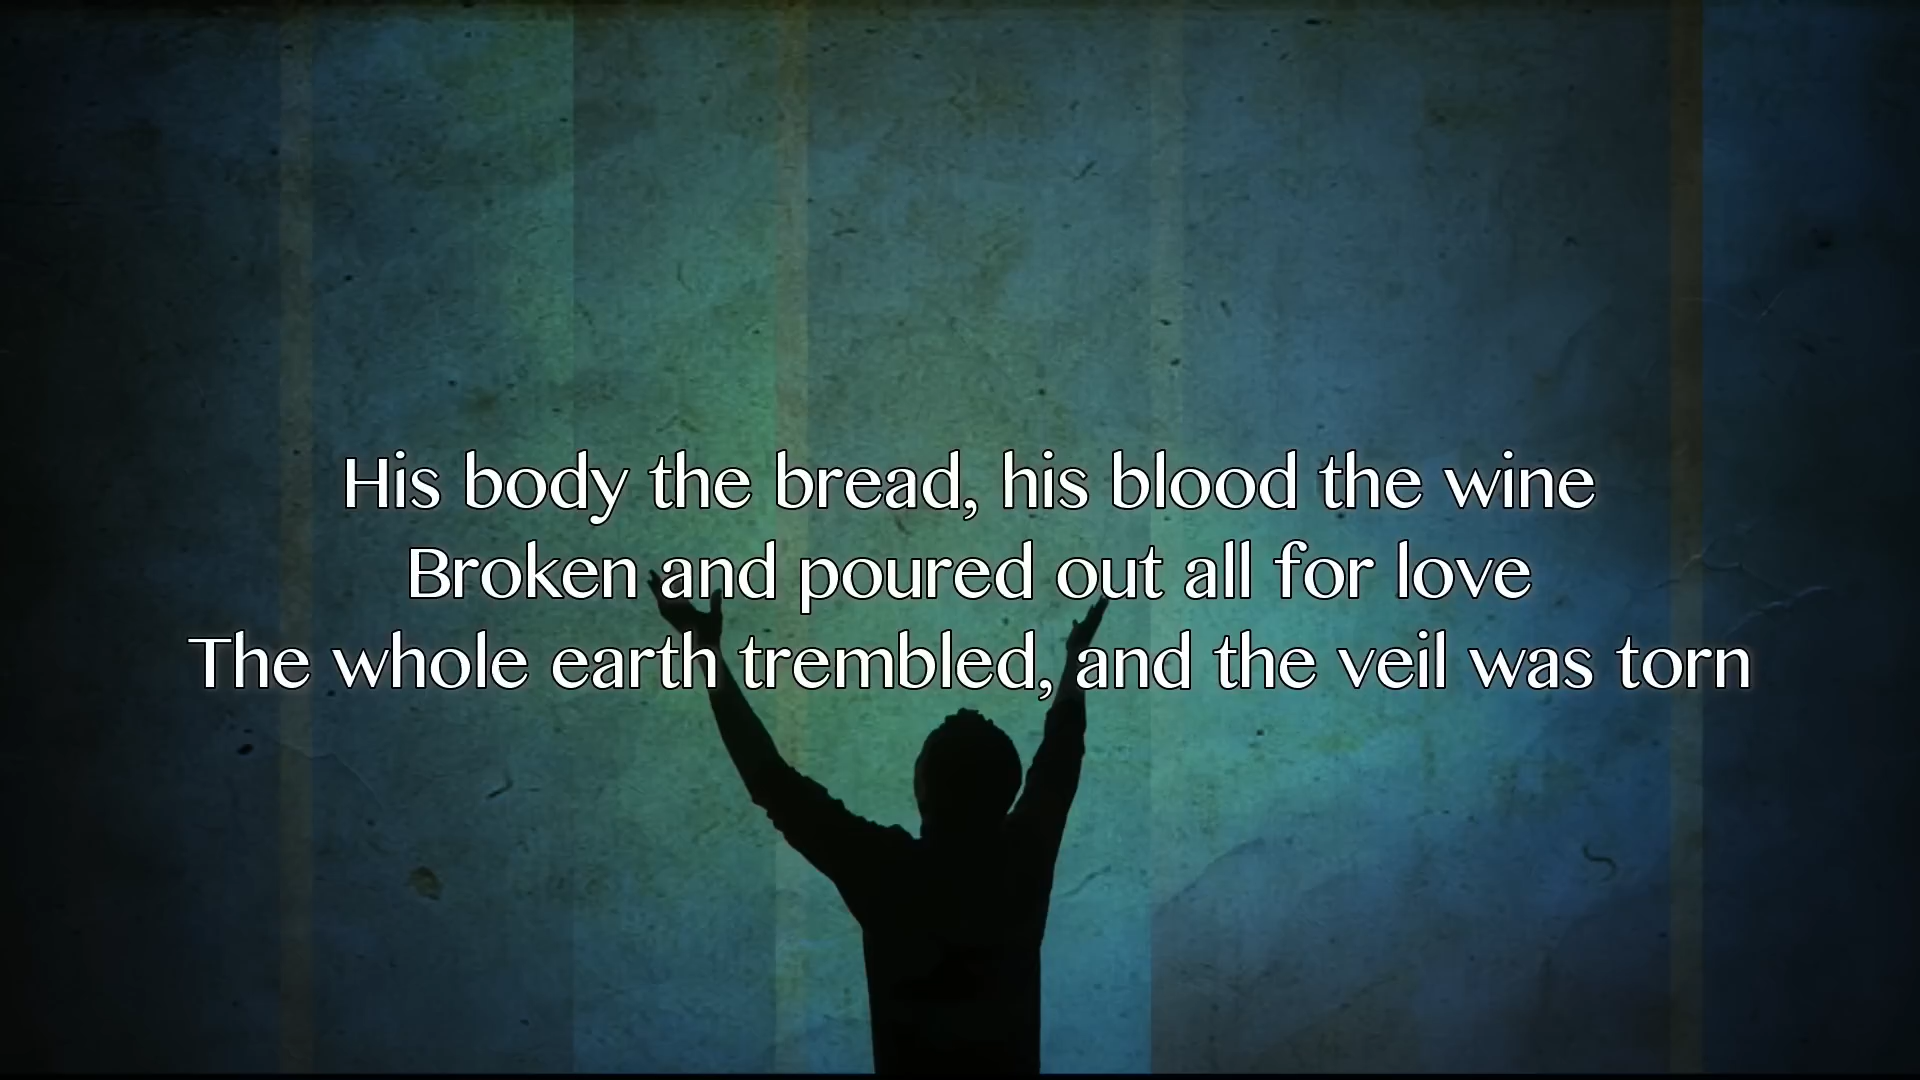 His body the bread, his blood the wine
Broken and poured out all for love
The whole earth trembled, and the veil was torn